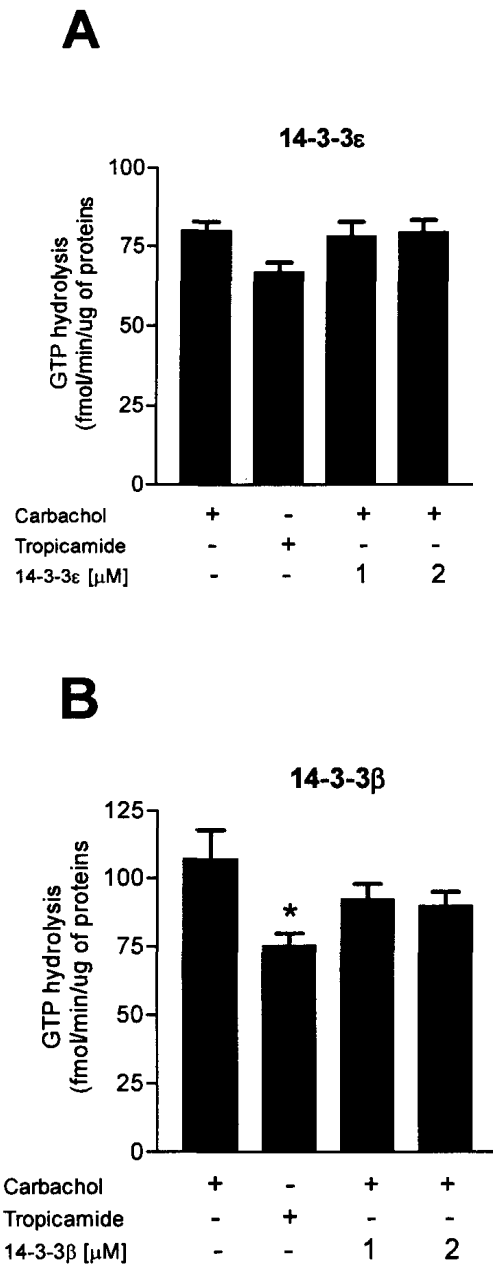 A
14-3-3ε
GTP hydrolysis
(fmol/min/ug of proteins
100
75
50
25
0
Carbachol + - + +
Tropicamide - + - -
14-3-3ε [µM] - - 1 2
B
14-3-3β
GTP hydrolysis
(fmol/min/ug of proteins
125
100
75
50
25
0
*
Carbachol + - + +
Tropicamide - + - -
14-3-3β [µM] - - 1 2